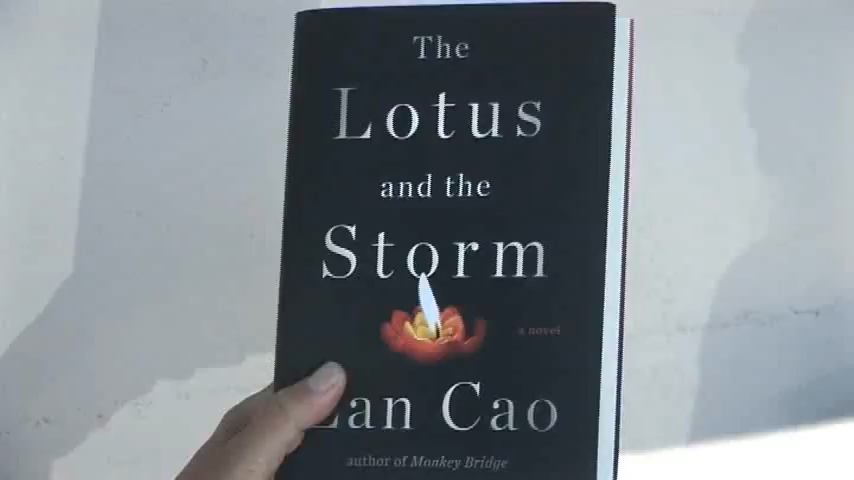 The
Lotus
and the
Storm
a novel
Lan Cao
author of Monkey Bridge